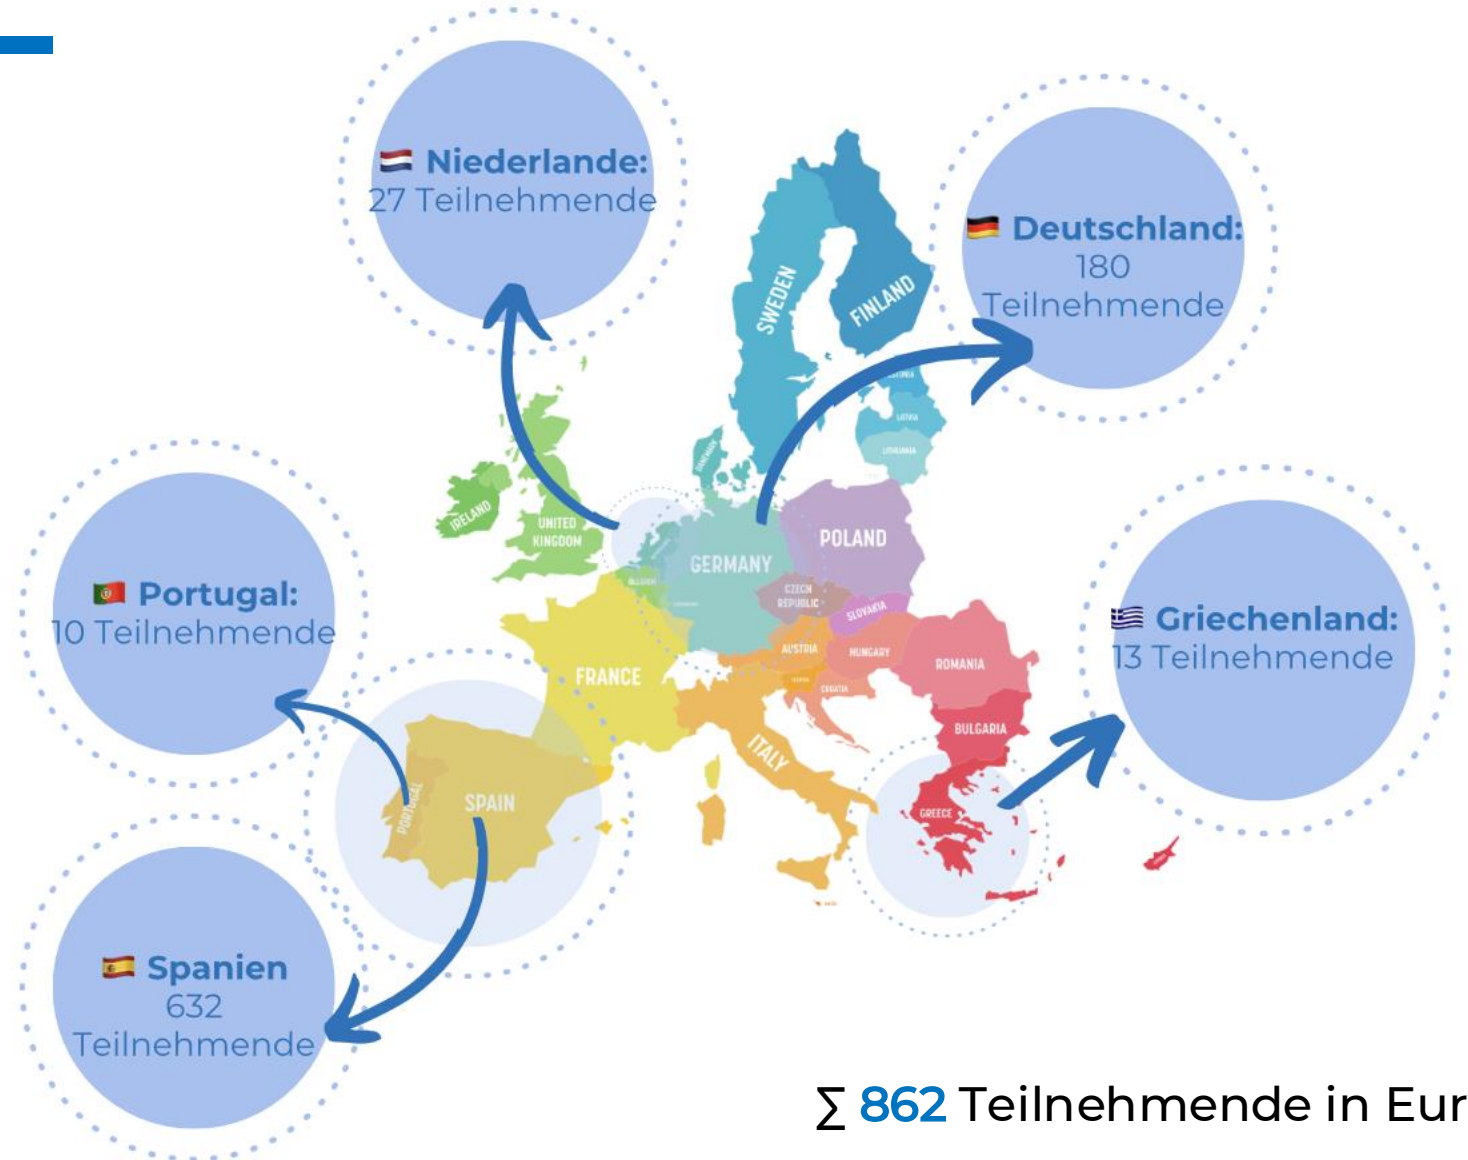 Niederlande:
27 Teilnehmende
Deutschland:
180
Teilnehmende
SWEDEN
FINLAND
LATVIA
LITHUANIA
DENMARK
IRELAND
UNITED
KINGDOM
POLAND
GERMANY
CZECH
REPUBLIC
SLOVAKIA
AUSTRIA
HUNGARY
ROMANIA
CROATIA
FRANCE
BULGARIA
ITALY
SPAIN
PORTUGAL
GREECE
Portugal:
10 Teilnehmende
Griechenland:
13 Teilnehmende
Spanien
632
Teilnehmende
∑ 862 Teilnehmende in Eur